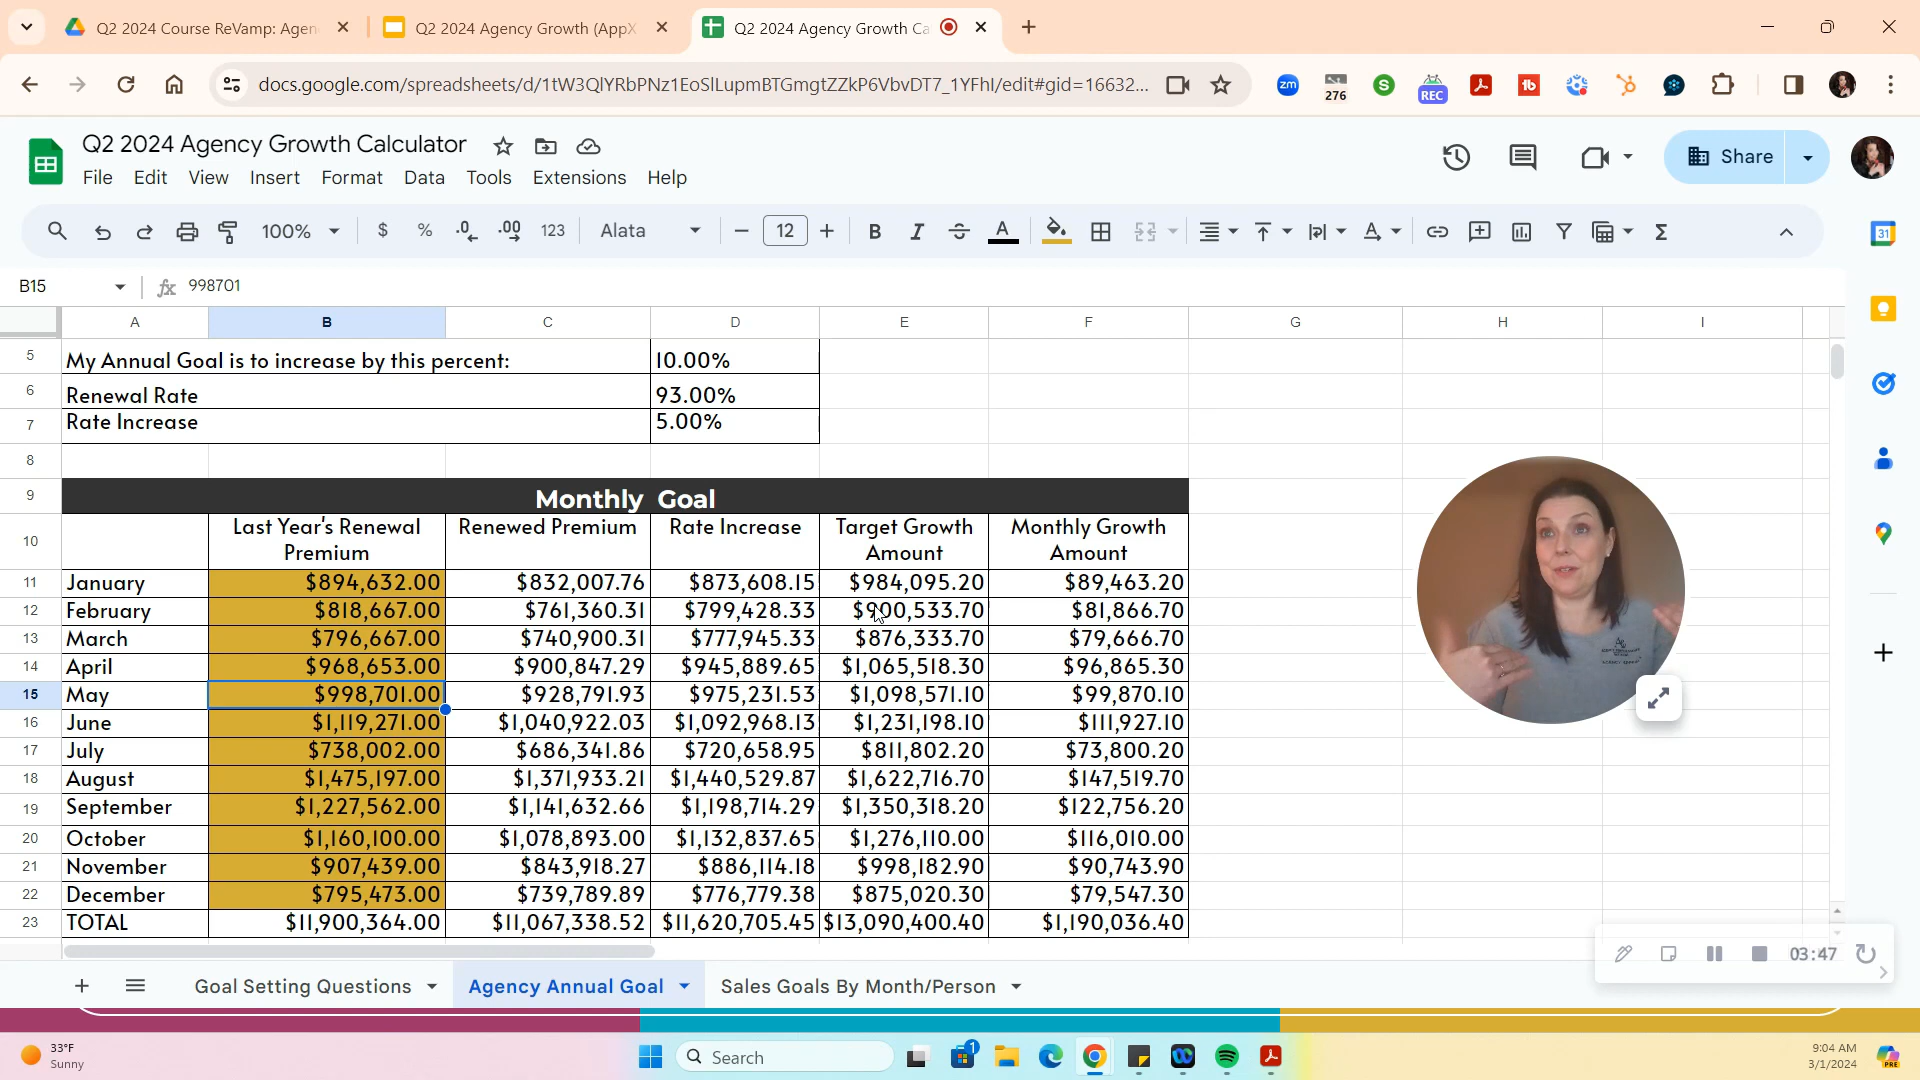 Q2 2024 Course ReVamp: Agen
Q2 2024 Agency Growth (AppX
Q2 2024 Agency Growth Ca
docs.google.com/spreadsheets/d/1tW3QlYRbPNz1EoSlLupmBTGmgtZZkP6VbvDT7_1YFhI/edit#gid=16632...
zm
276
S
REC
tb
Q2 2024 Agency Growth Calculator
File Edit View Insert Format Data Tools Extensions Help
Share
100% $ % .0 .00 123 Alata 12 B I A
31
B15 fx 998701
A B C D E F G H I
5 My Annual Goal is to increase by this percent: 10.00%
6 Renewal Rate 93.00%
7 Rate Increase 5.00%
8
9 Monthly Goal
10 Last Year's Renewal Premium Renewed Premium Rate Increase Target Growth Amount Monthly Growth Amount
11 January $894,632.00 $832,007.76 $873,608.15 $984,095.20 $89,463.20
12 February $818,667.00 $761,360.31 $799,428.33 $900,533.70 $81,866.70
13 March $796,667.00 $740,900.31 $777,945.33 $876,333.70 $79,666.70
14 April $968,653.00 $900,847.29 $945,889.65 $1,065,518.30 $96,865.30
15 May $998,701.00 $928,791.93 $975,231.53 $1,098,571.10 $99,870.10
16 June $1,119,271.00 $1,040,922.03 $1,092,968.13 $1,231,198.10 $111,927.10
17 July $738,002.00 $686,341.86 $720,658.95 $811,802.20 $73,800.20
18 August $1,475,197.00 $1,371,933.21 $1,440,529.87 $1,622,716.70 $147,519.70
19 September $1,227,562.00 $1,141,632.66 $1,198,714.29 $1,350,318.20 $122,756.20
20 October $1,160,100.00 $1,078,893.00 $1,132,837.65 $1,276,110.00 $116,010.00
21 November $907,439.00 $843,918.27 $886,114.18 $998,182.90 $90,743.90
22 December $795,473.00 $739,789.89 $776,779.38 $875,020.30 $79,547.30
23 TOTAL $11,900,364.00 $11,067,338.52 $11,620,705.45 $13,090,400.40 $1,190,036.40
03:47
Goal Setting Questions Agency Annual Goal Sales Goals By Month/Person
33°F
Sunny
Search
1
9:04 AM
3/1/2024
PRE